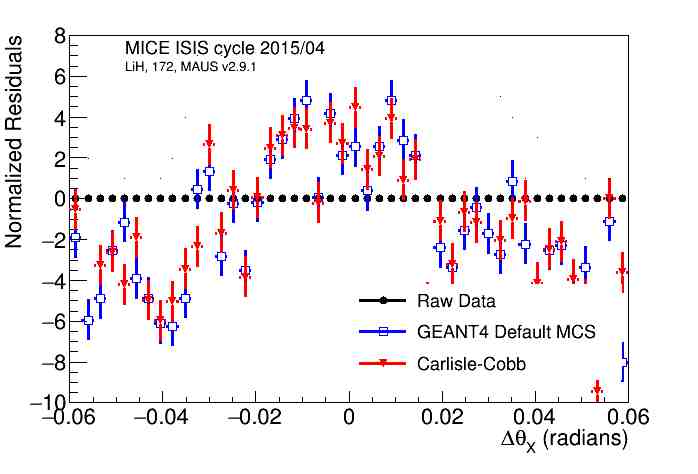 MICE ISIS cycle 2015/04
LiH, 172, MAUS v2.9.1
Normalized Residuals
8
6
4
2
0
−2
−4
−6
−8
−10
Raw Data
GEANT4 Default MCS
Carlisle-Cobb
−0.06 −0.04 −0.02 0 0.02 0.04 0.06
Δθ_X (radians)